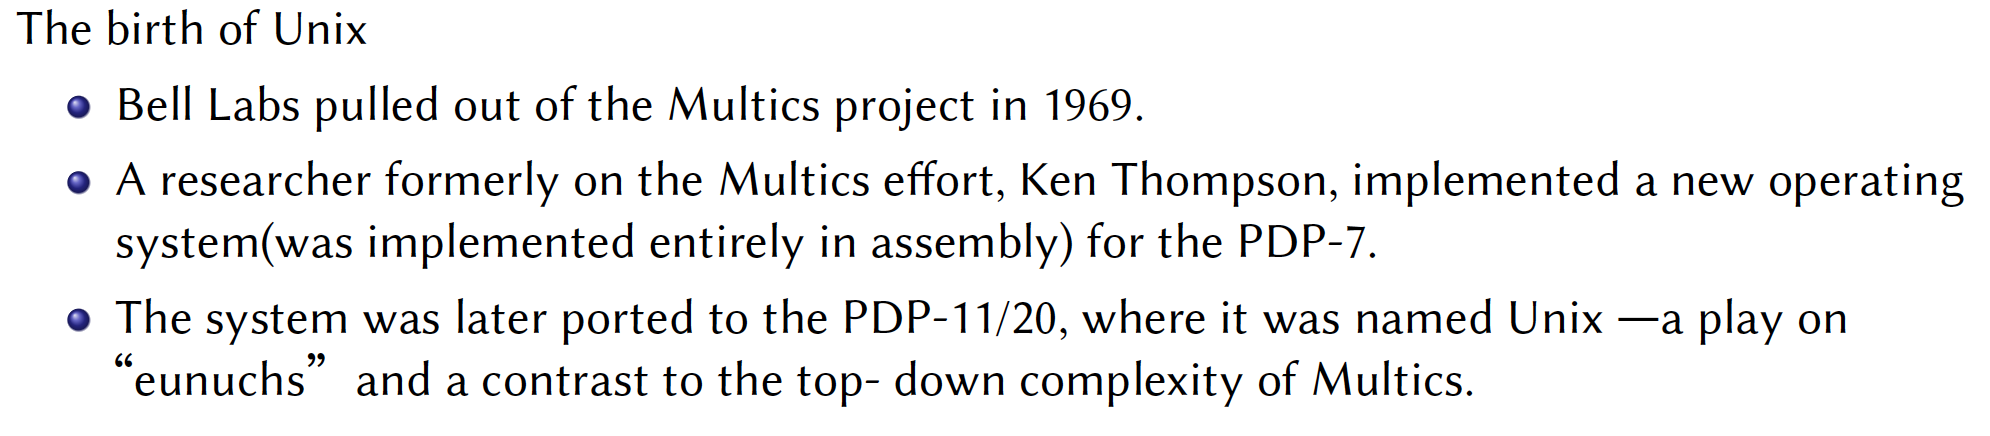 The birth of Unix
Bell Labs pulled out of the Multics project in 1969.
A researcher formerly on the Multics effort, Ken Thompson, implemented a new operating
system(was implemented entirely in assembly) for the PDP-7.
The system was later ported to the PDP-11/20, where it was named Unix —a play on
“eunuchs” and a contrast to the top- down complexity of Multics.